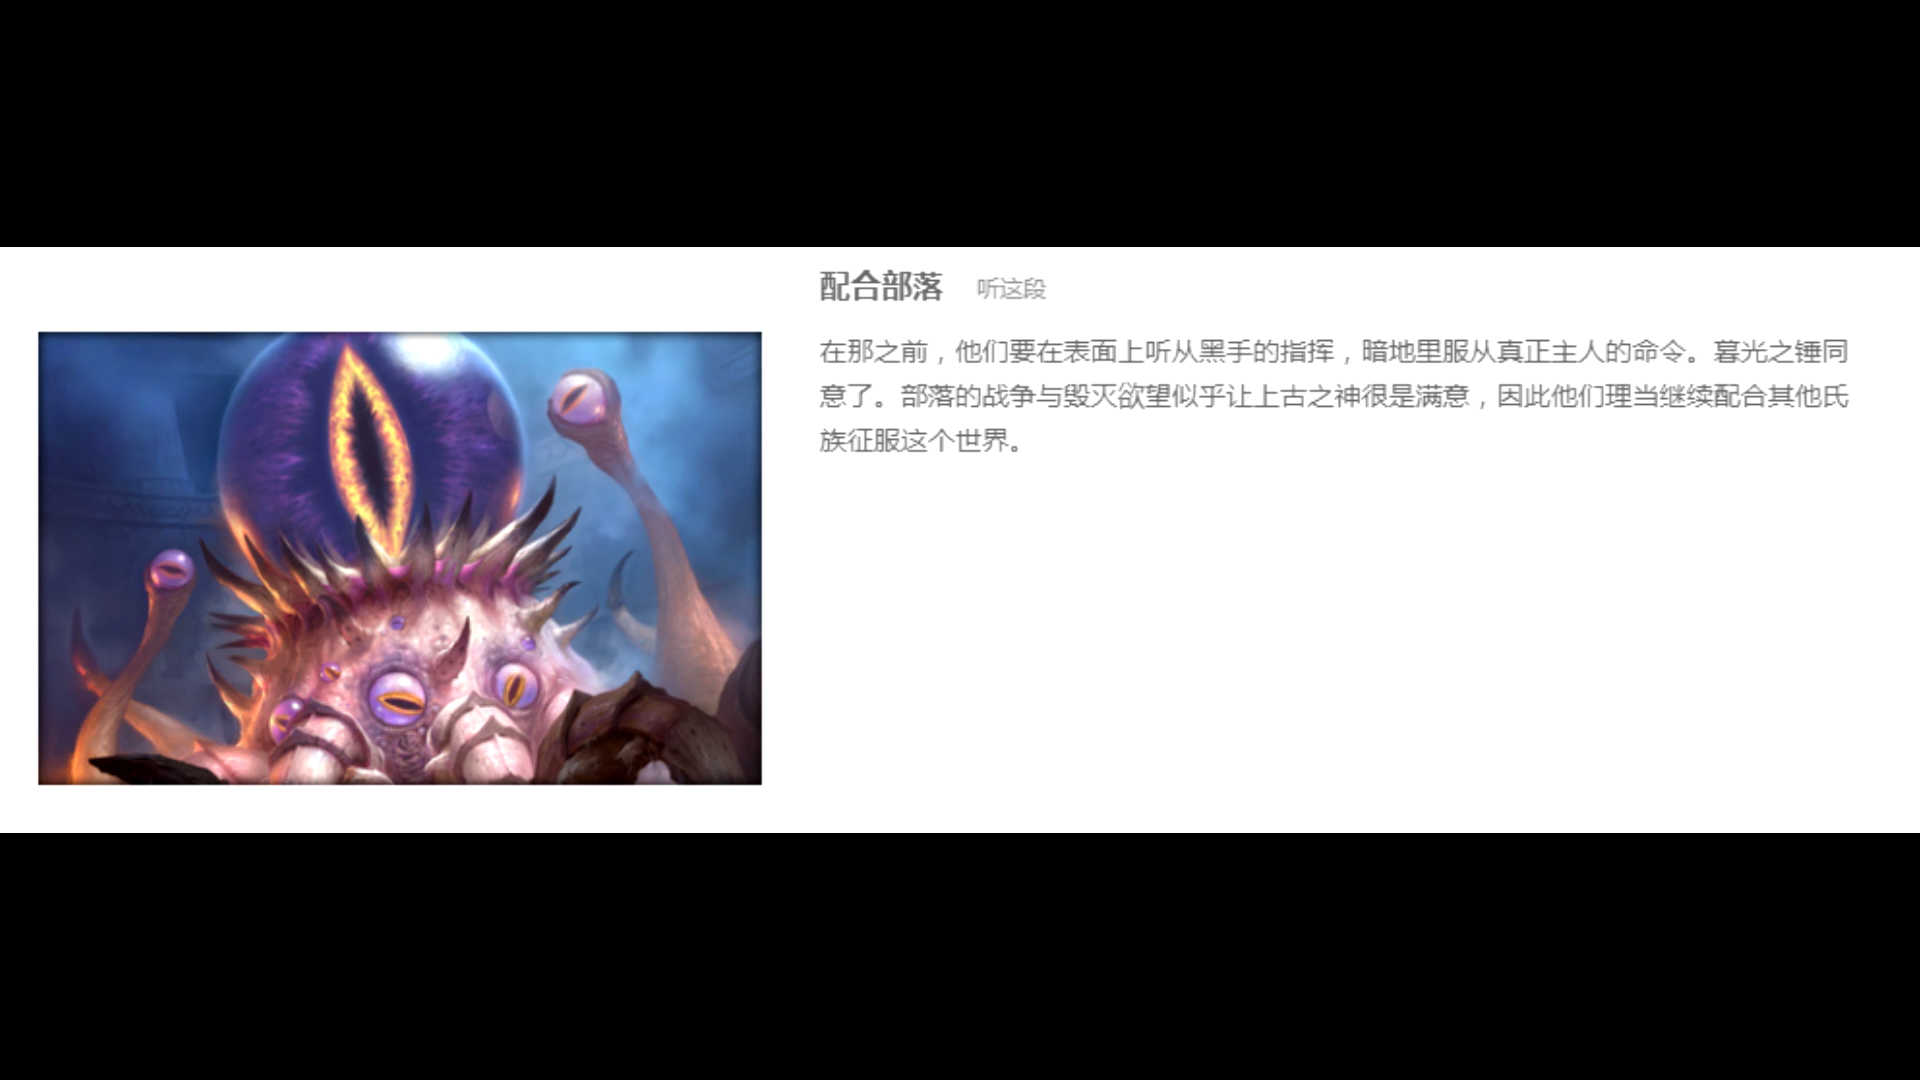 配合部落 听这段
在那之前，他们要在表面上听从黑手的指挥，暗地里服从真正主人的命令。暮光之锤同
意了。部落的战争与毁灭欲望似乎让上古之神很是满意，因此他们理当继续配合其他氏
族征服这个世界。